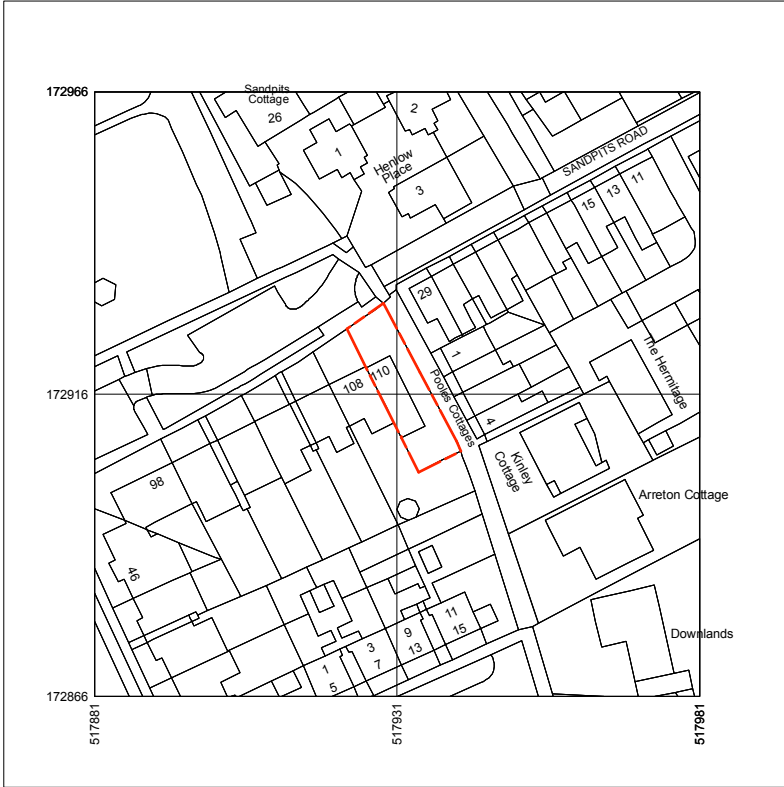 172966
Sandpits
Cottage
26
2
1
Henlow
Place
3
SANDPITS ROAD
15
13
11
29
1
The Hermitage
172916
108
110
Pooles Cottages
4
Kinley
Cottage
98
Arreton Cottage
46
11
15
9
13
3
7
1
5
Downlands
172866
517881
517931
517981